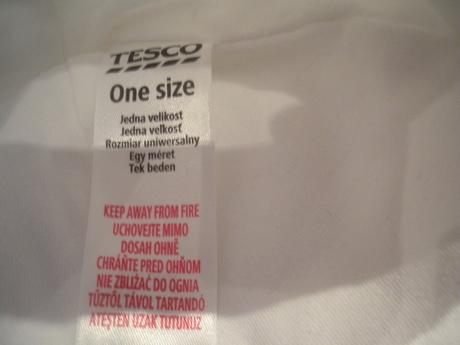 TESCO
One size
Jedna velikost
Jedna veľkosť
Rozmiar uniwersalny
Egy méret
Tek beden
KEEP AWAY FROM FIRE
UCHOVEJTE MIMO
DOSAH OHNĚ
CHRÁŇTE PRED OHŇOM
NIE ZBLIŻAĆ DO OGNIA
TŰZTŐL TÁVOL TARTANDÓ
ATEŞTEN UZAK TUTUNUZ